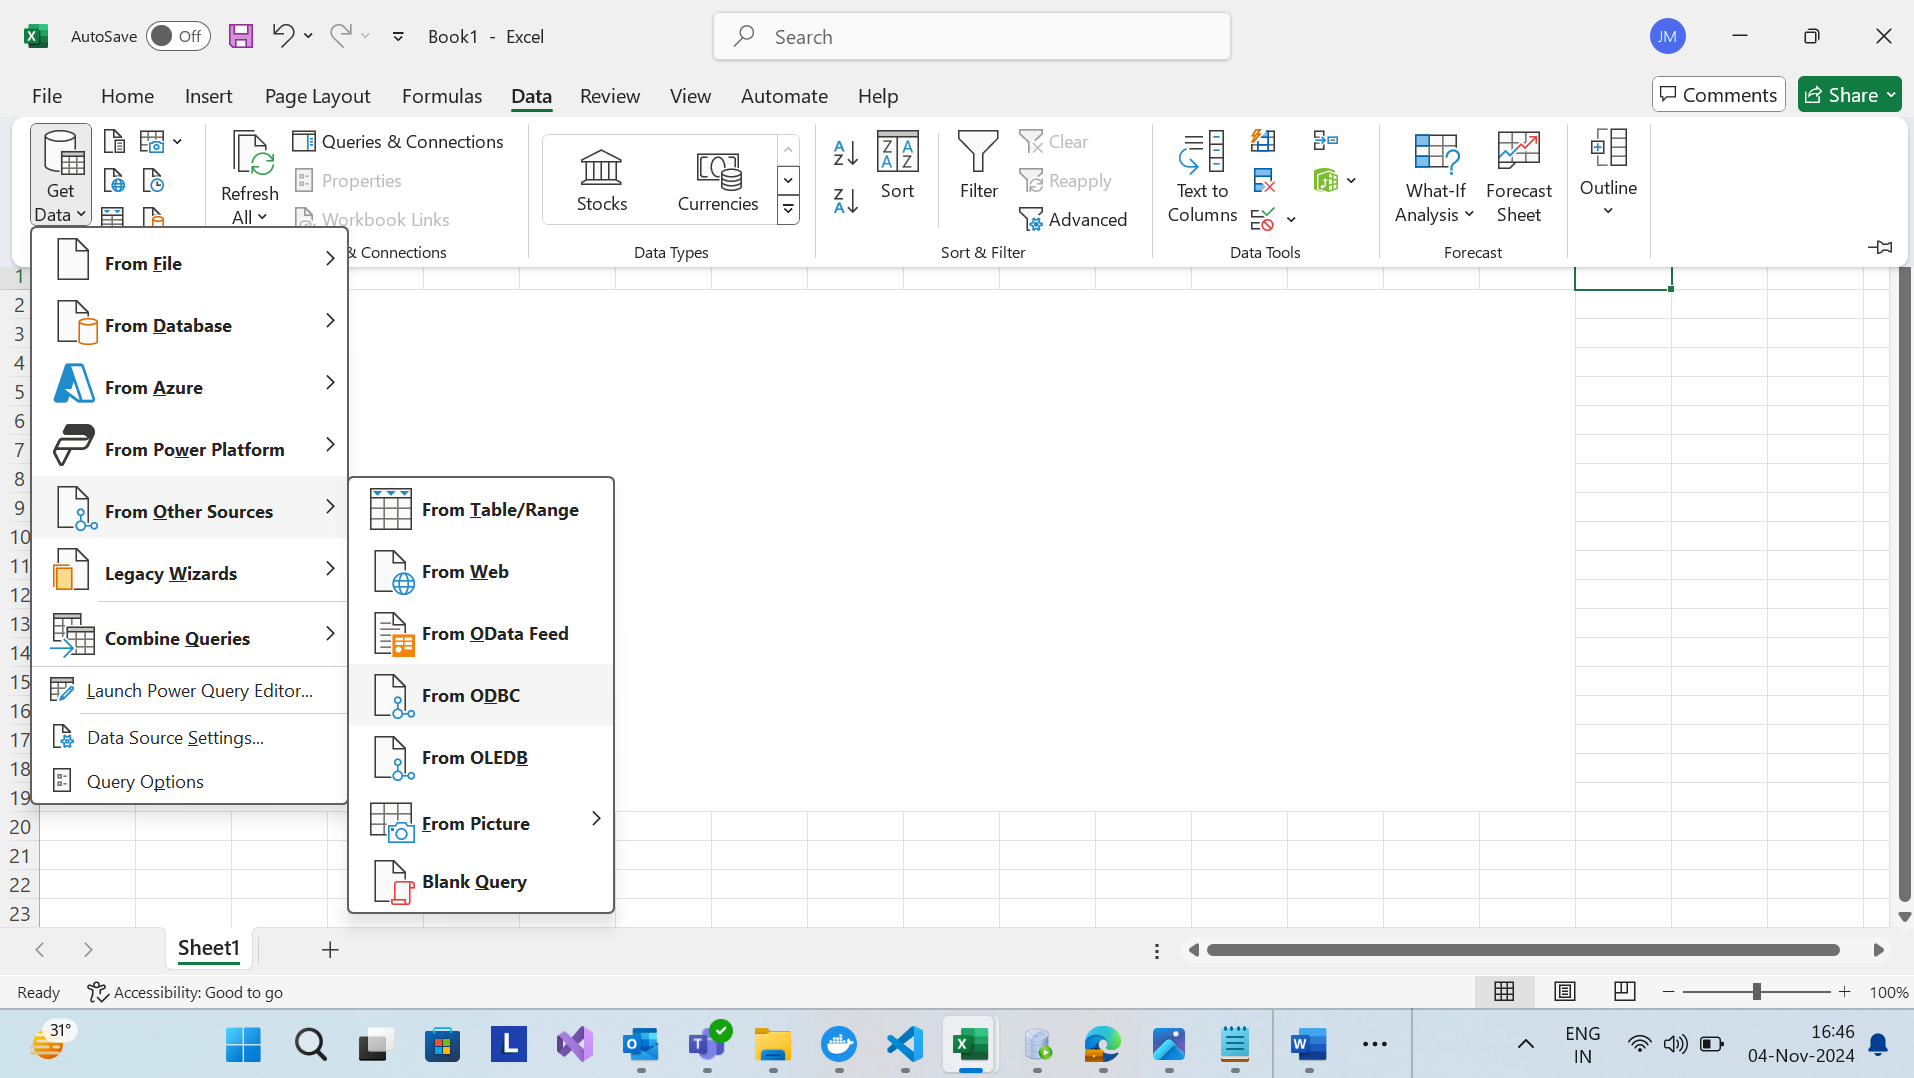 AutoSave
Off
Book1 - Excel
Search
JM
File
Home
Insert
Page Layout
Formulas
Data
Review
View
Automate
Help
Comments
Share
Get
Data
Refresh
All
Queries & Connections
Properties
Workbook Links
& Connections
Stocks
Currencies
Data Types
Sort
Filter
Clear
Reapply
Advanced
Sort & Filter
Text to
Columns
Data Tools
What-If
Analysis
Forecast
Sheet
Forecast
Outline
From File
From Database
From Azure
From Power Platform
From Other Sources
Legacy Wizards
Combine Queries
Launch Power Query Editor...
Data Source Settings...
Query Options
From Table/Range
From Web
From OData Feed
From ODBC
From OLEDB
From Picture
Blank Query
1
2
3
4
5
6
7
8
9
10
11
12
13
14
15
16
17
18
19
20
21
22
23
Sheet1
Ready
Accessibility: Good to go
100%
31°
ENG
IN
16:46
04-Nov-2024